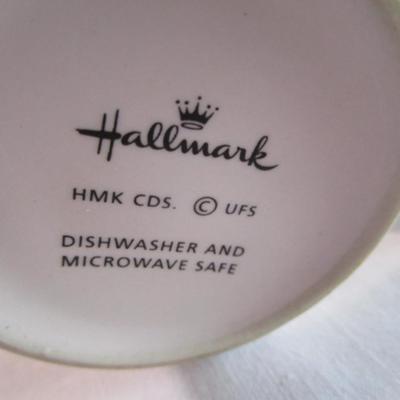 Hallmark
HMK CDS. © UFS
DISHWASHER AND
MICROWAVE SAFE